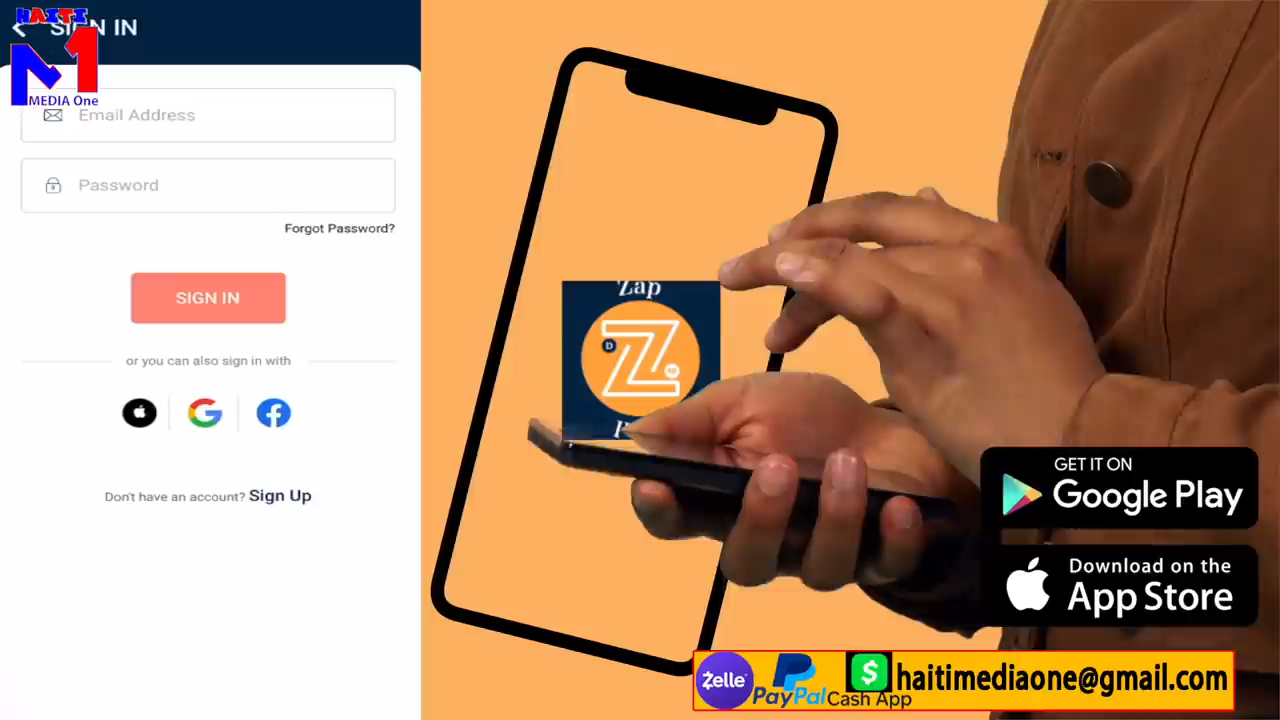 HAITI
M1
MEDIA One
SIGN IN
Email Address
Password
Forgot Password?
SIGN IN
or you can also sign in with
Don't have an account? Sign Up
Zap
Z
D
GET IT ON
Google Play
Download on the
App Store
Zelle
PayPal
$
Cash App
haitimediaone@gmail.com